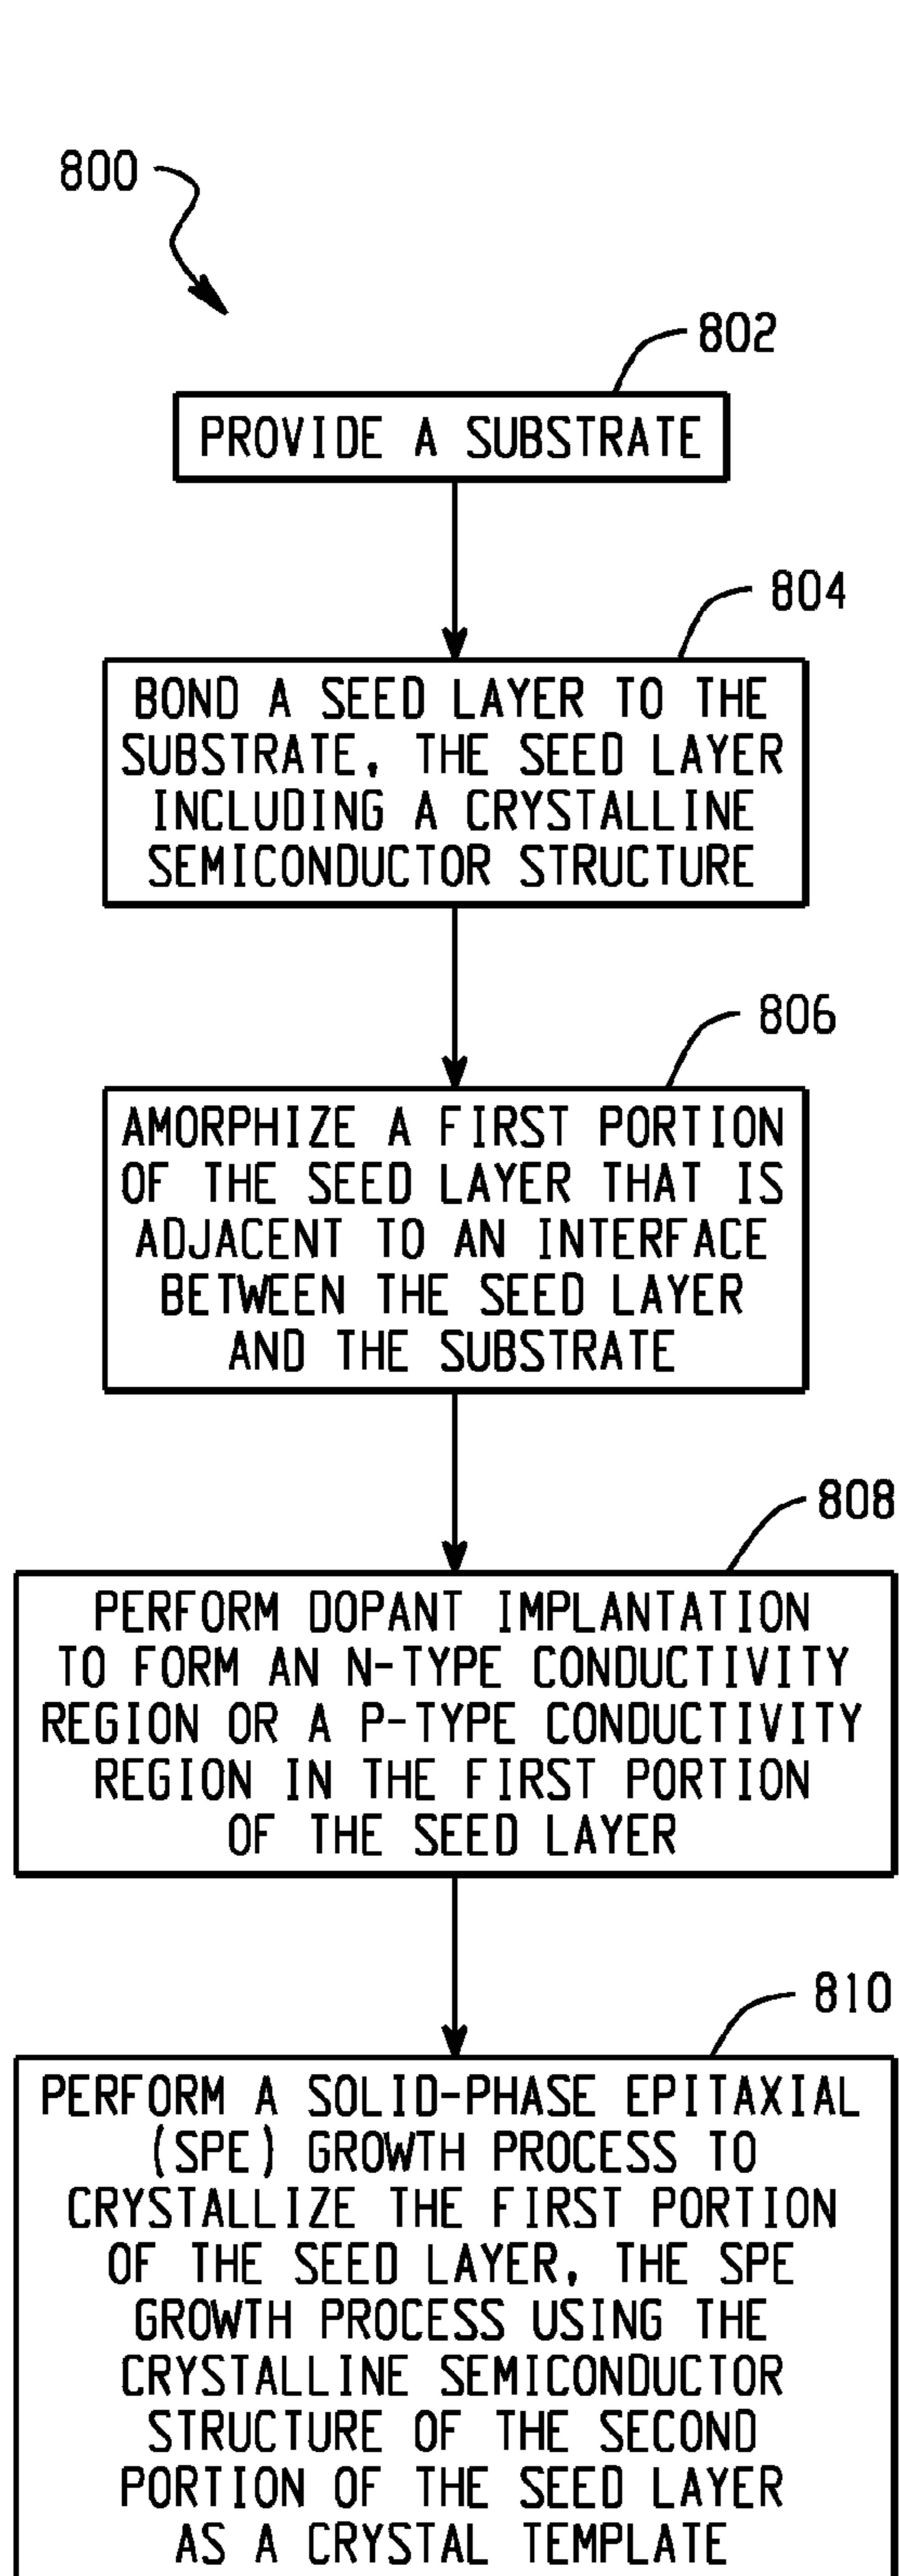 800
802
PROVIDE A SUBSTRATE
804
BOND A SEED LAYER TO THE
SUBSTRATE, THE SEED LAYER
INCLUDING A CRYSTALLINE
SEMICONDUCTOR STRUCTURE
806
AMORPHIZE A FIRST PORTION
OF THE SEED LAYER THAT IS
ADJACENT TO AN INTERFACE
BETWEEN THE SEED LAYER
AND THE SUBSTRATE
808
PERFORM DOPANT IMPLANTATION
TO FORM AN N-TYPE CONDUCTIVITY
REGION OR A P-TYPE CONDUCTIVITY
REGION IN THE FIRST PORTION
OF THE SEED LAYER
810
PERFORM A SOLID-PHASE EPITAXIAL
(SPE) GROWTH PROCESS TO
CRYSTALLIZE THE FIRST PORTION
OF THE SEED LAYER, THE SPE
GROWTH PROCESS USING THE
CRYSTALLINE SEMICONDUCTOR
STRUCTURE OF THE SECOND
PORTION OF THE SEED LAYER
AS A CRYSTAL TEMPLATE